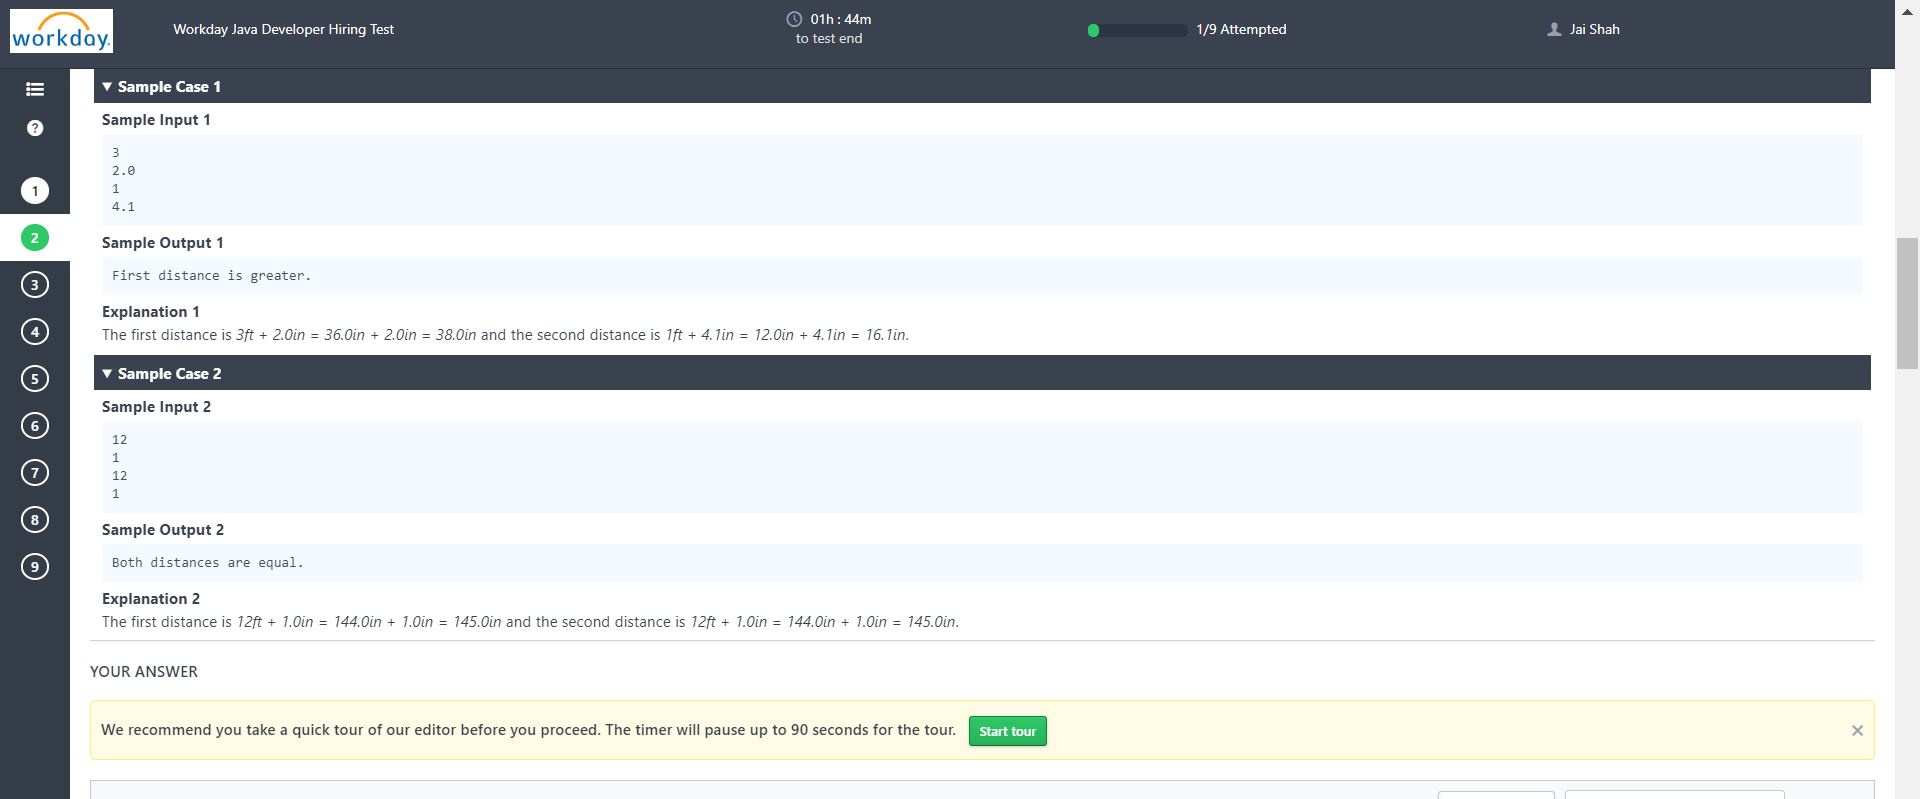 workday.
Workday Java Developer Hiring Test
01h : 44m
to test end
1/9 Attempted
Jai Shah
?
1
2
3
4
5
6
7
8
9
▼ Sample Case 1
Sample Input 1
3
2.0
1
4.1
Sample Output 1
First distance is greater.
Explanation 1
The first distance is 3ft + 2.0in = 36.0in + 2.0in = 38.0in and the second distance is 1ft + 4.1in = 12.0in + 4.1in = 16.1in.
▼ Sample Case 2
Sample Input 2
12
1
12
1
Sample Output 2
Both distances are equal.
Explanation 2
The first distance is 12ft + 1.0in = 144.0in + 1.0in = 145.0in and the second distance is 12ft + 1.0in = 144.0in + 1.0in = 145.0in.
YOUR ANSWER
We recommend you take a quick tour of our editor before you proceed. The timer will pause up to 90 seconds for the tour. Start tour ×